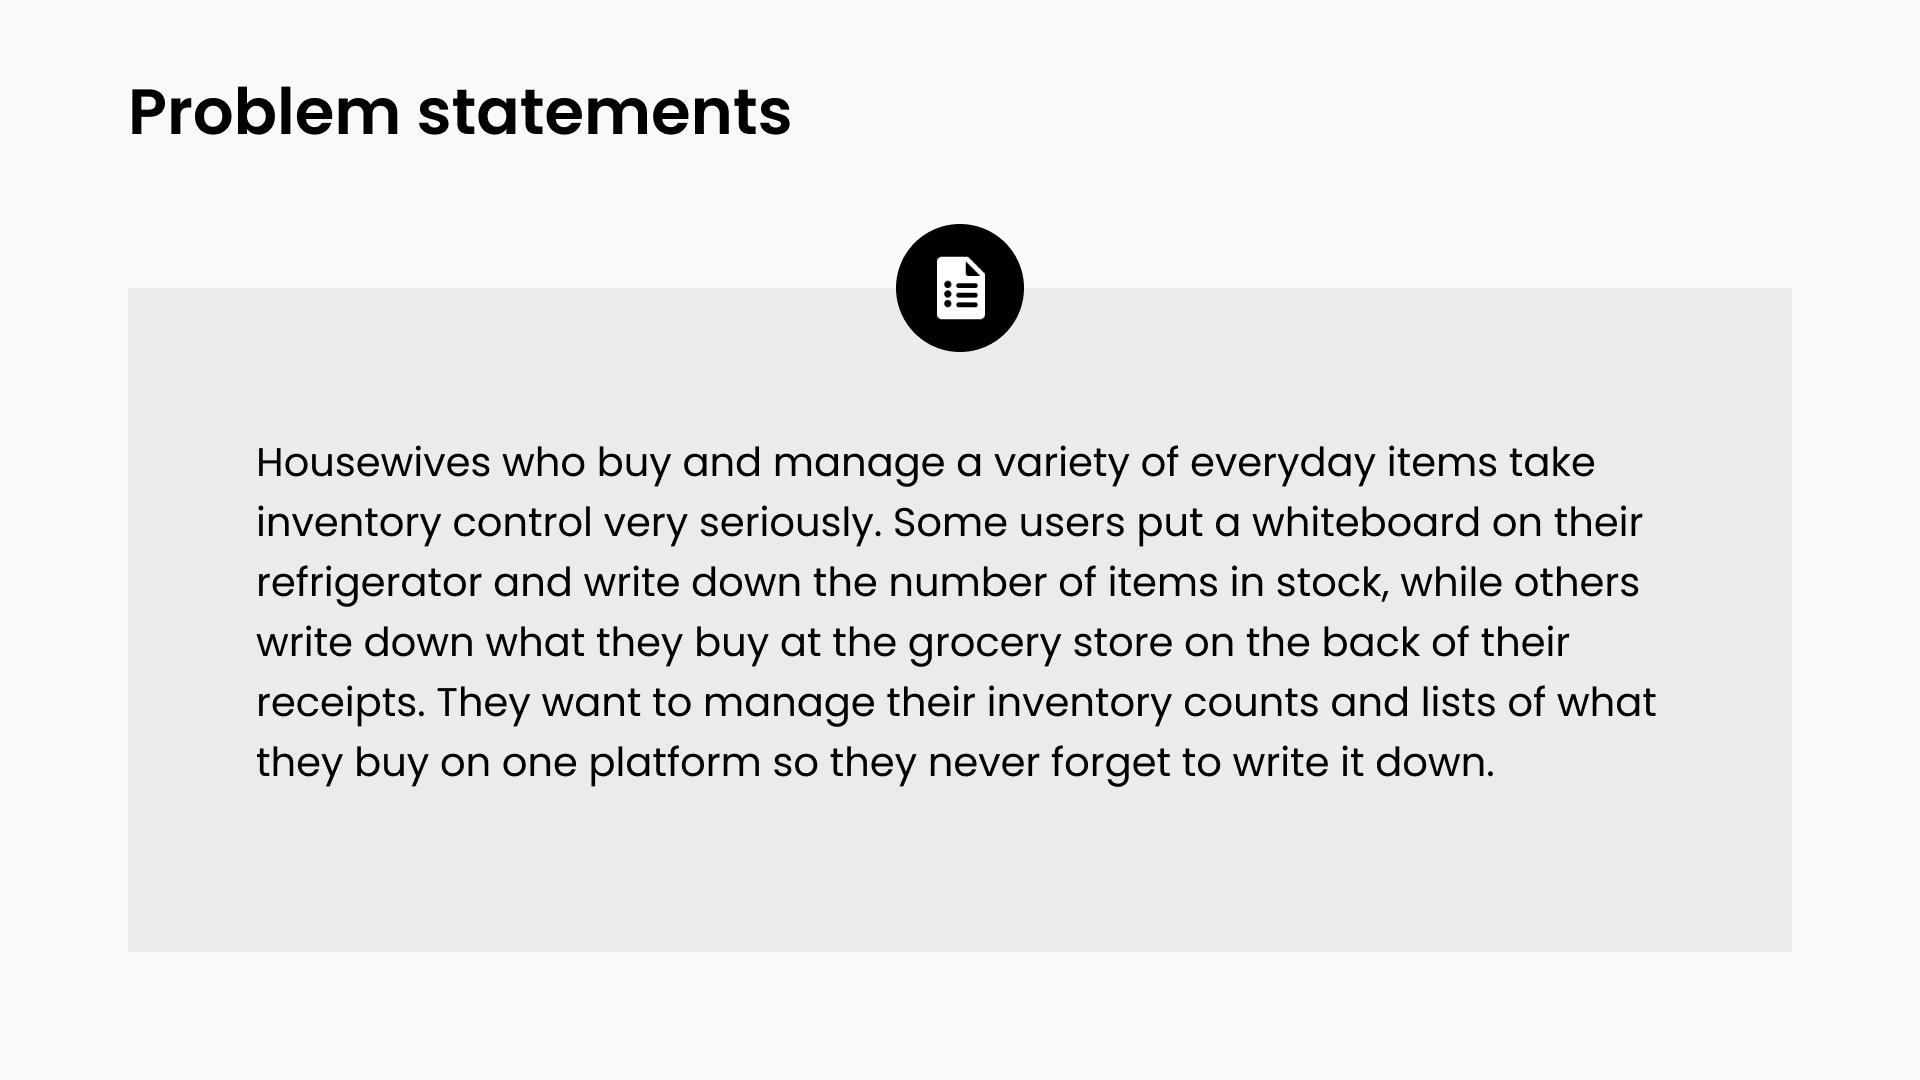 Problem statements
Housewives who buy and manage a variety of everyday items take
inventory control very seriously. Some users put a whiteboard on their
refrigerator and write down the number of items in stock, while others
write down what they buy at the grocery store on the back of their
receipts. They want to manage their inventory counts and lists of what
they buy on one platform so they never forget to write it down.